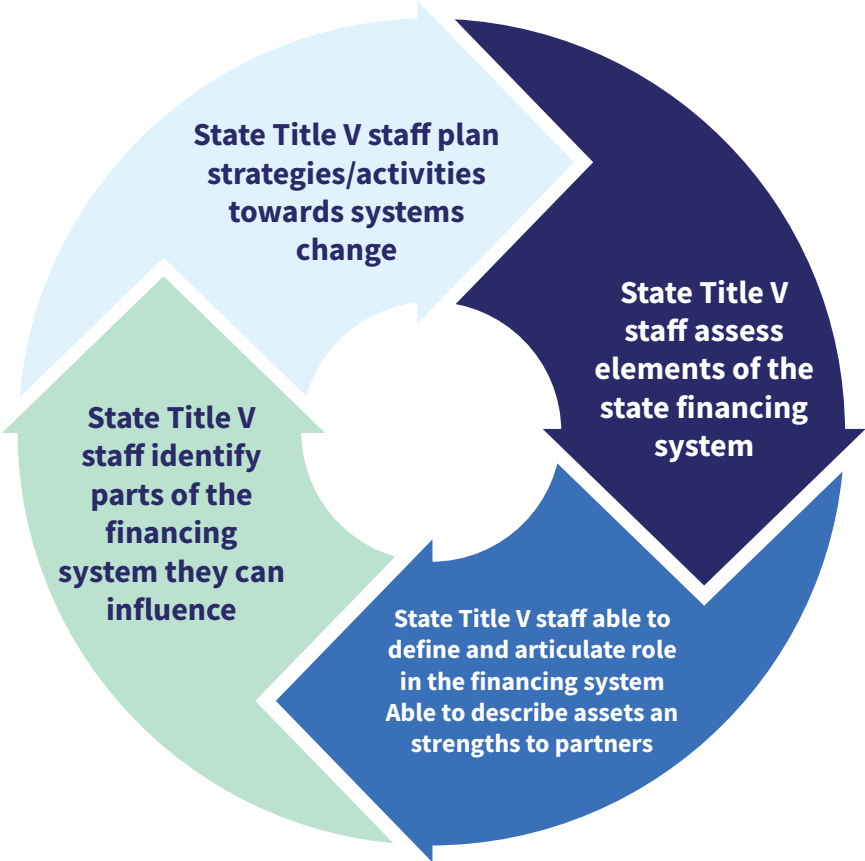 State Title V staff plan
strategies/activities
towards systems
change
State Title V
staff assess
elements of the
state financing
system
State Title V staff able to
define and articulate role
in the financing system
Able to describe assets an
strengths to partners
State Title V
staff identify
parts of the
financing
system they can
influence